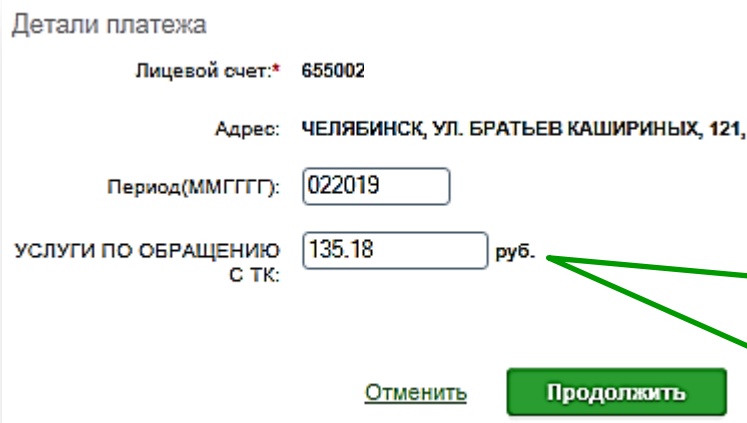 Детали платежа
Лицевой счет:* 655002
Адрес: ЧЕЛЯБИНСК, УЛ. БРАТЬЕВ КАШИРИНЫХ, 121,
Период(ММГГГГ): 022019
УСЛУГИ ПО ОБРАЩЕНИЮ 135.18 руб.
С ТК:
Отменить Продолжить